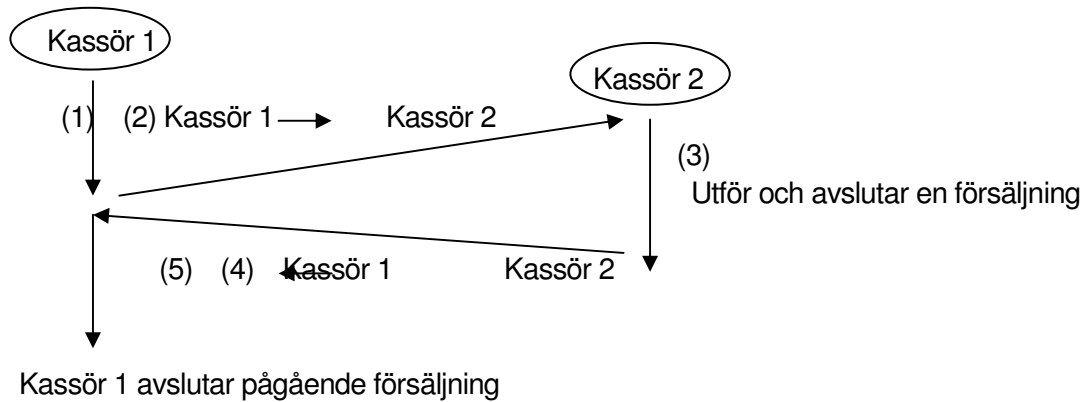 Kassör 1
Kassör 2
(1) (2) Kassör 1 Kassör 2
(3)
Utför och avslutar en försäljning
(5) (4) Kassör 1 Kassör 2
Kassör 1 avslutar pågående försäljning